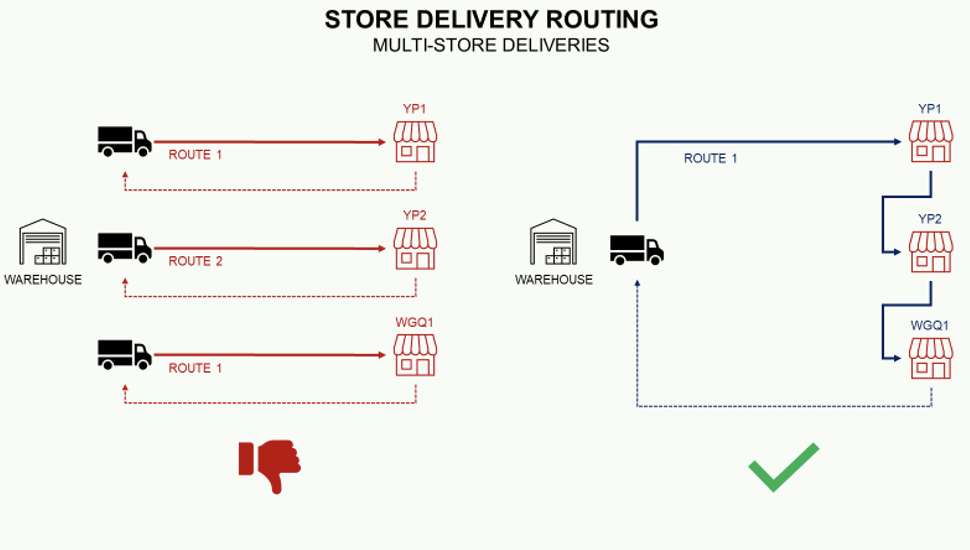 STORE DELIVERY ROUTING
MULTI-STORE DELIVERIES
YP1
ROUTE 1
YP2
ROUTE 2
WAREHOUSE
WGQ1
ROUTE 1
YP1
ROUTE 1
YP2
WAREHOUSE
WGQ1